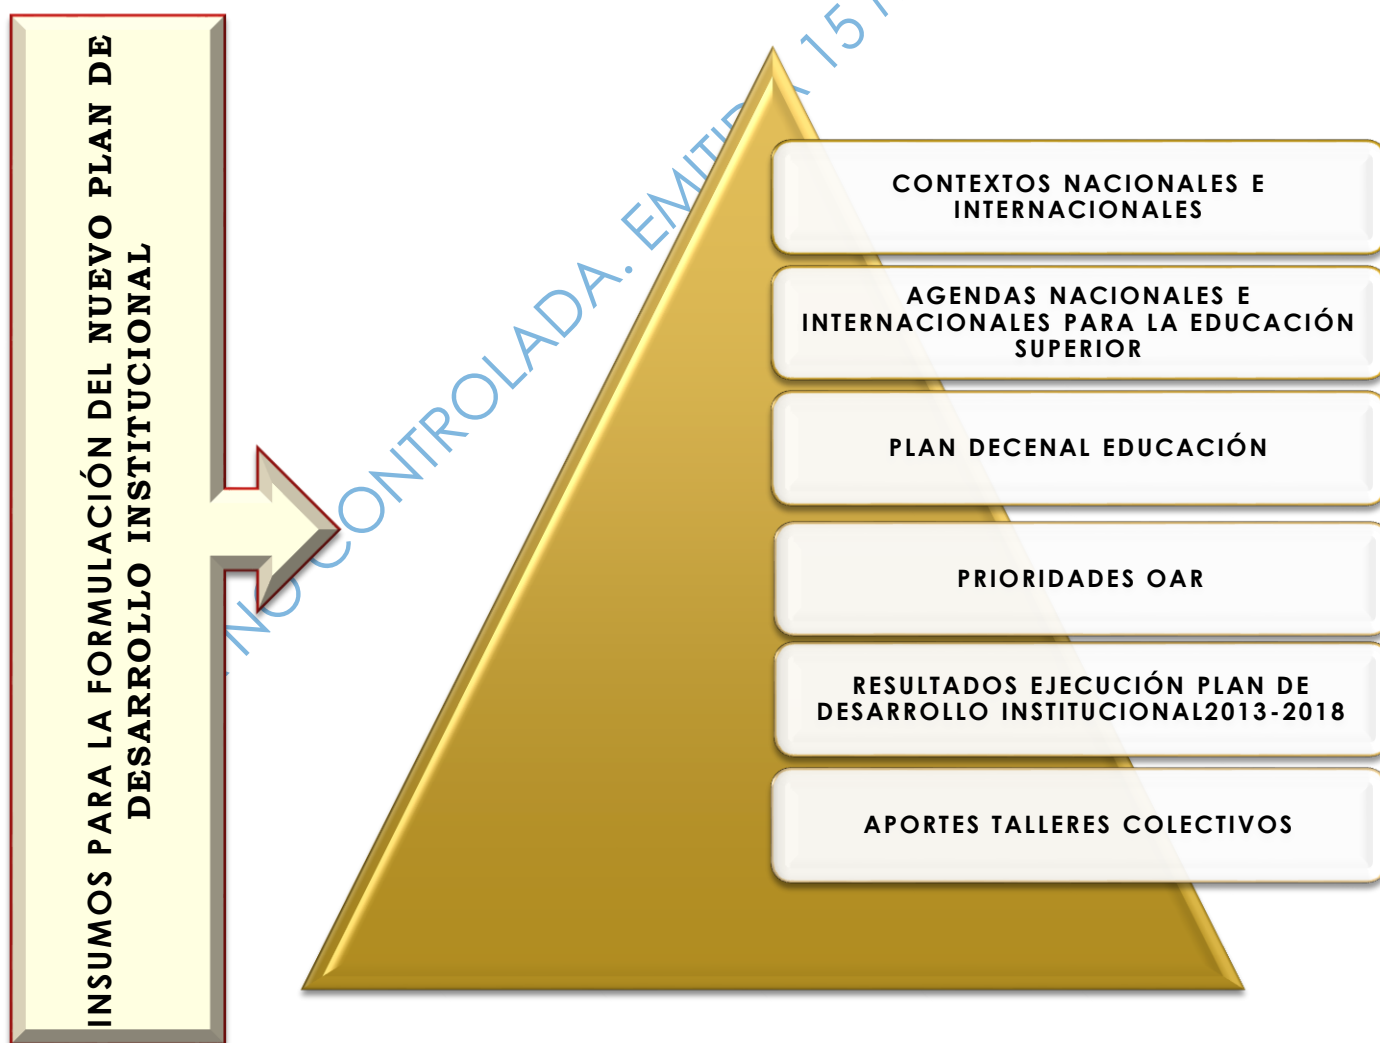 INSUMOS PARA LA FORMULACIÓN DEL NUEVO PLAN DE
DESARROLLO INSTITUCIONAL
CONTEXTOS NACIONALES E
INTERNACIONALES
AGENDAS NACIONALES E
INTERNACIONALES PARA LA EDUCACIÓN
SUPERIOR
PLAN DECENAL EDUCACIÓN
PRIORIDADES OAR
RESULTADOS EJECUCIÓN PLAN DE
DESARROLLO INSTITUCIONAL2013-2018
APORTES TALLERES COLECTIVOS
NO CONTROLADA. 15